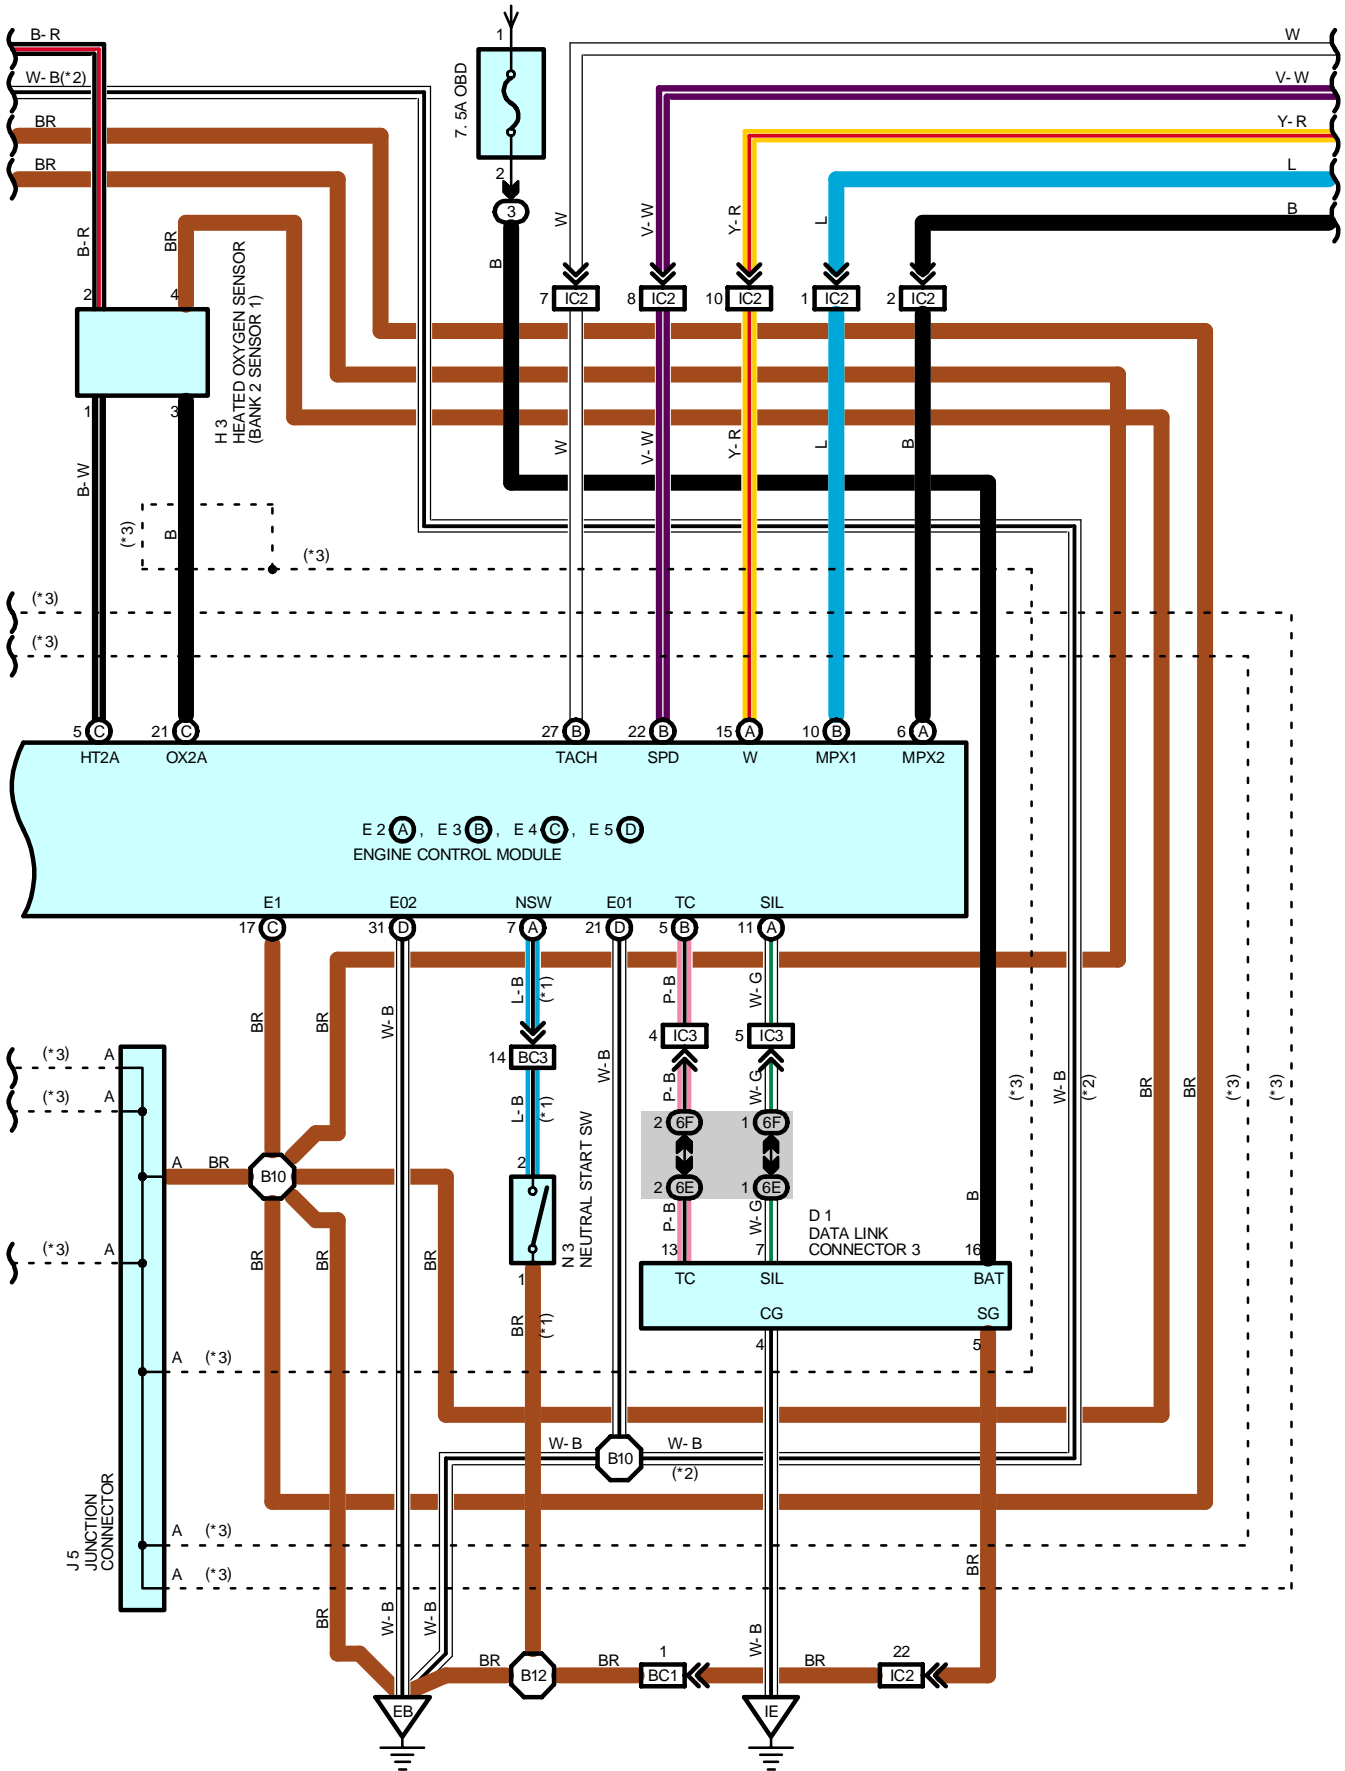 B-R
W-B(*2)
BR
BR
1
7. 5A OBD
2
3
B
W
V-W
Y-R
L
B
W
V-W
Y-R
L
B-R
BR
2
4
H 3
HEATED OXYGEN SENSOR
(BANK 2 SENSOR 1)
1
3
7 IC2
8 IC2
10 IC2
1 IC2
2 IC2
B-W
B
(*3)
(*3)
W
V-W
Y-R
L
B
(*3)
(*3)
5 C
21 C
27 B
22 B
15 A
10 B
6 A
HT2A
OX2A
TACH
SPD
W
MPX1
MPX2
E 2 A , E 3 B , E 4 C , E 5 D
ENGINE CONTROL MODULE
E1
E02
NSW
E01
TC
SIL
17 C
31 D
7 A
21 D
5 B
11 A
BR
BR
W-B
L-B
(*1)
W-B
P-B
W-G
14 BC3
4 IC3
5 IC3
L-B
(*1)
P-B
W-G
(*3)
W-B
(*2)
BR
BR
(*3)
(*3)
(*3) A
(*3) A
A BR
B10
2
N 3
NEUTRAL START SW
1
2 6F
1 6F
2 6E
1 6E
P-B
W-G
D 1
DATA LINK
CONNECTOR 3
B
13
7
16
TC
SIL
BAT
CG
SG
4
5
(*3) A
BR
BR
BR
BR
(*1)
A (*3)
W-B
B10
W-B
(*2)
J 5
JUNCTION
CONNECTOR
A (*3)
A (*3)
BR
W-B
W-B
W-B
BR
BR
B12
BR
1
BC1
BR
22
IC2
EB
IE